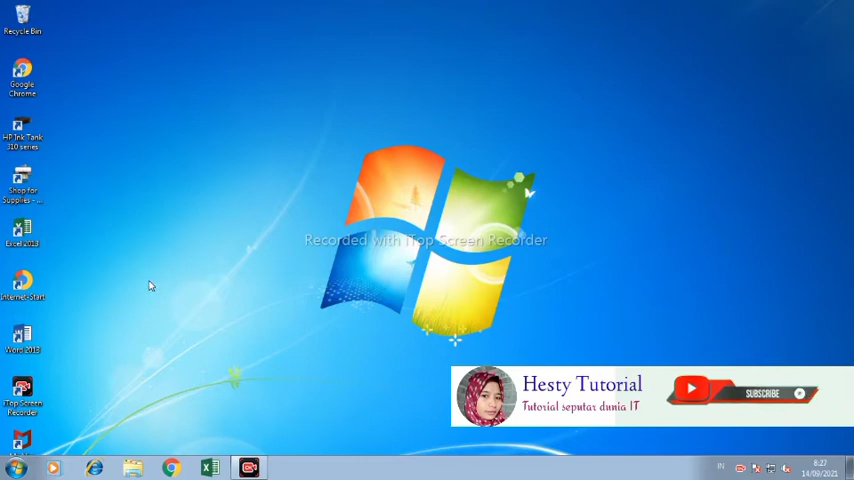 Recycle Bin
Google
Chrome
HP Ink Tank
310 series
Shop for
Supplies - ...
Excel 2013
Internet-Start
Word 2013
iTop Screen
Recorder
Recorded with iTop Screen Recorder
Hesty Tutorial
Tutorial seputar dunia IT
SUBSCRIBE
IN
8:27
14/09/2021